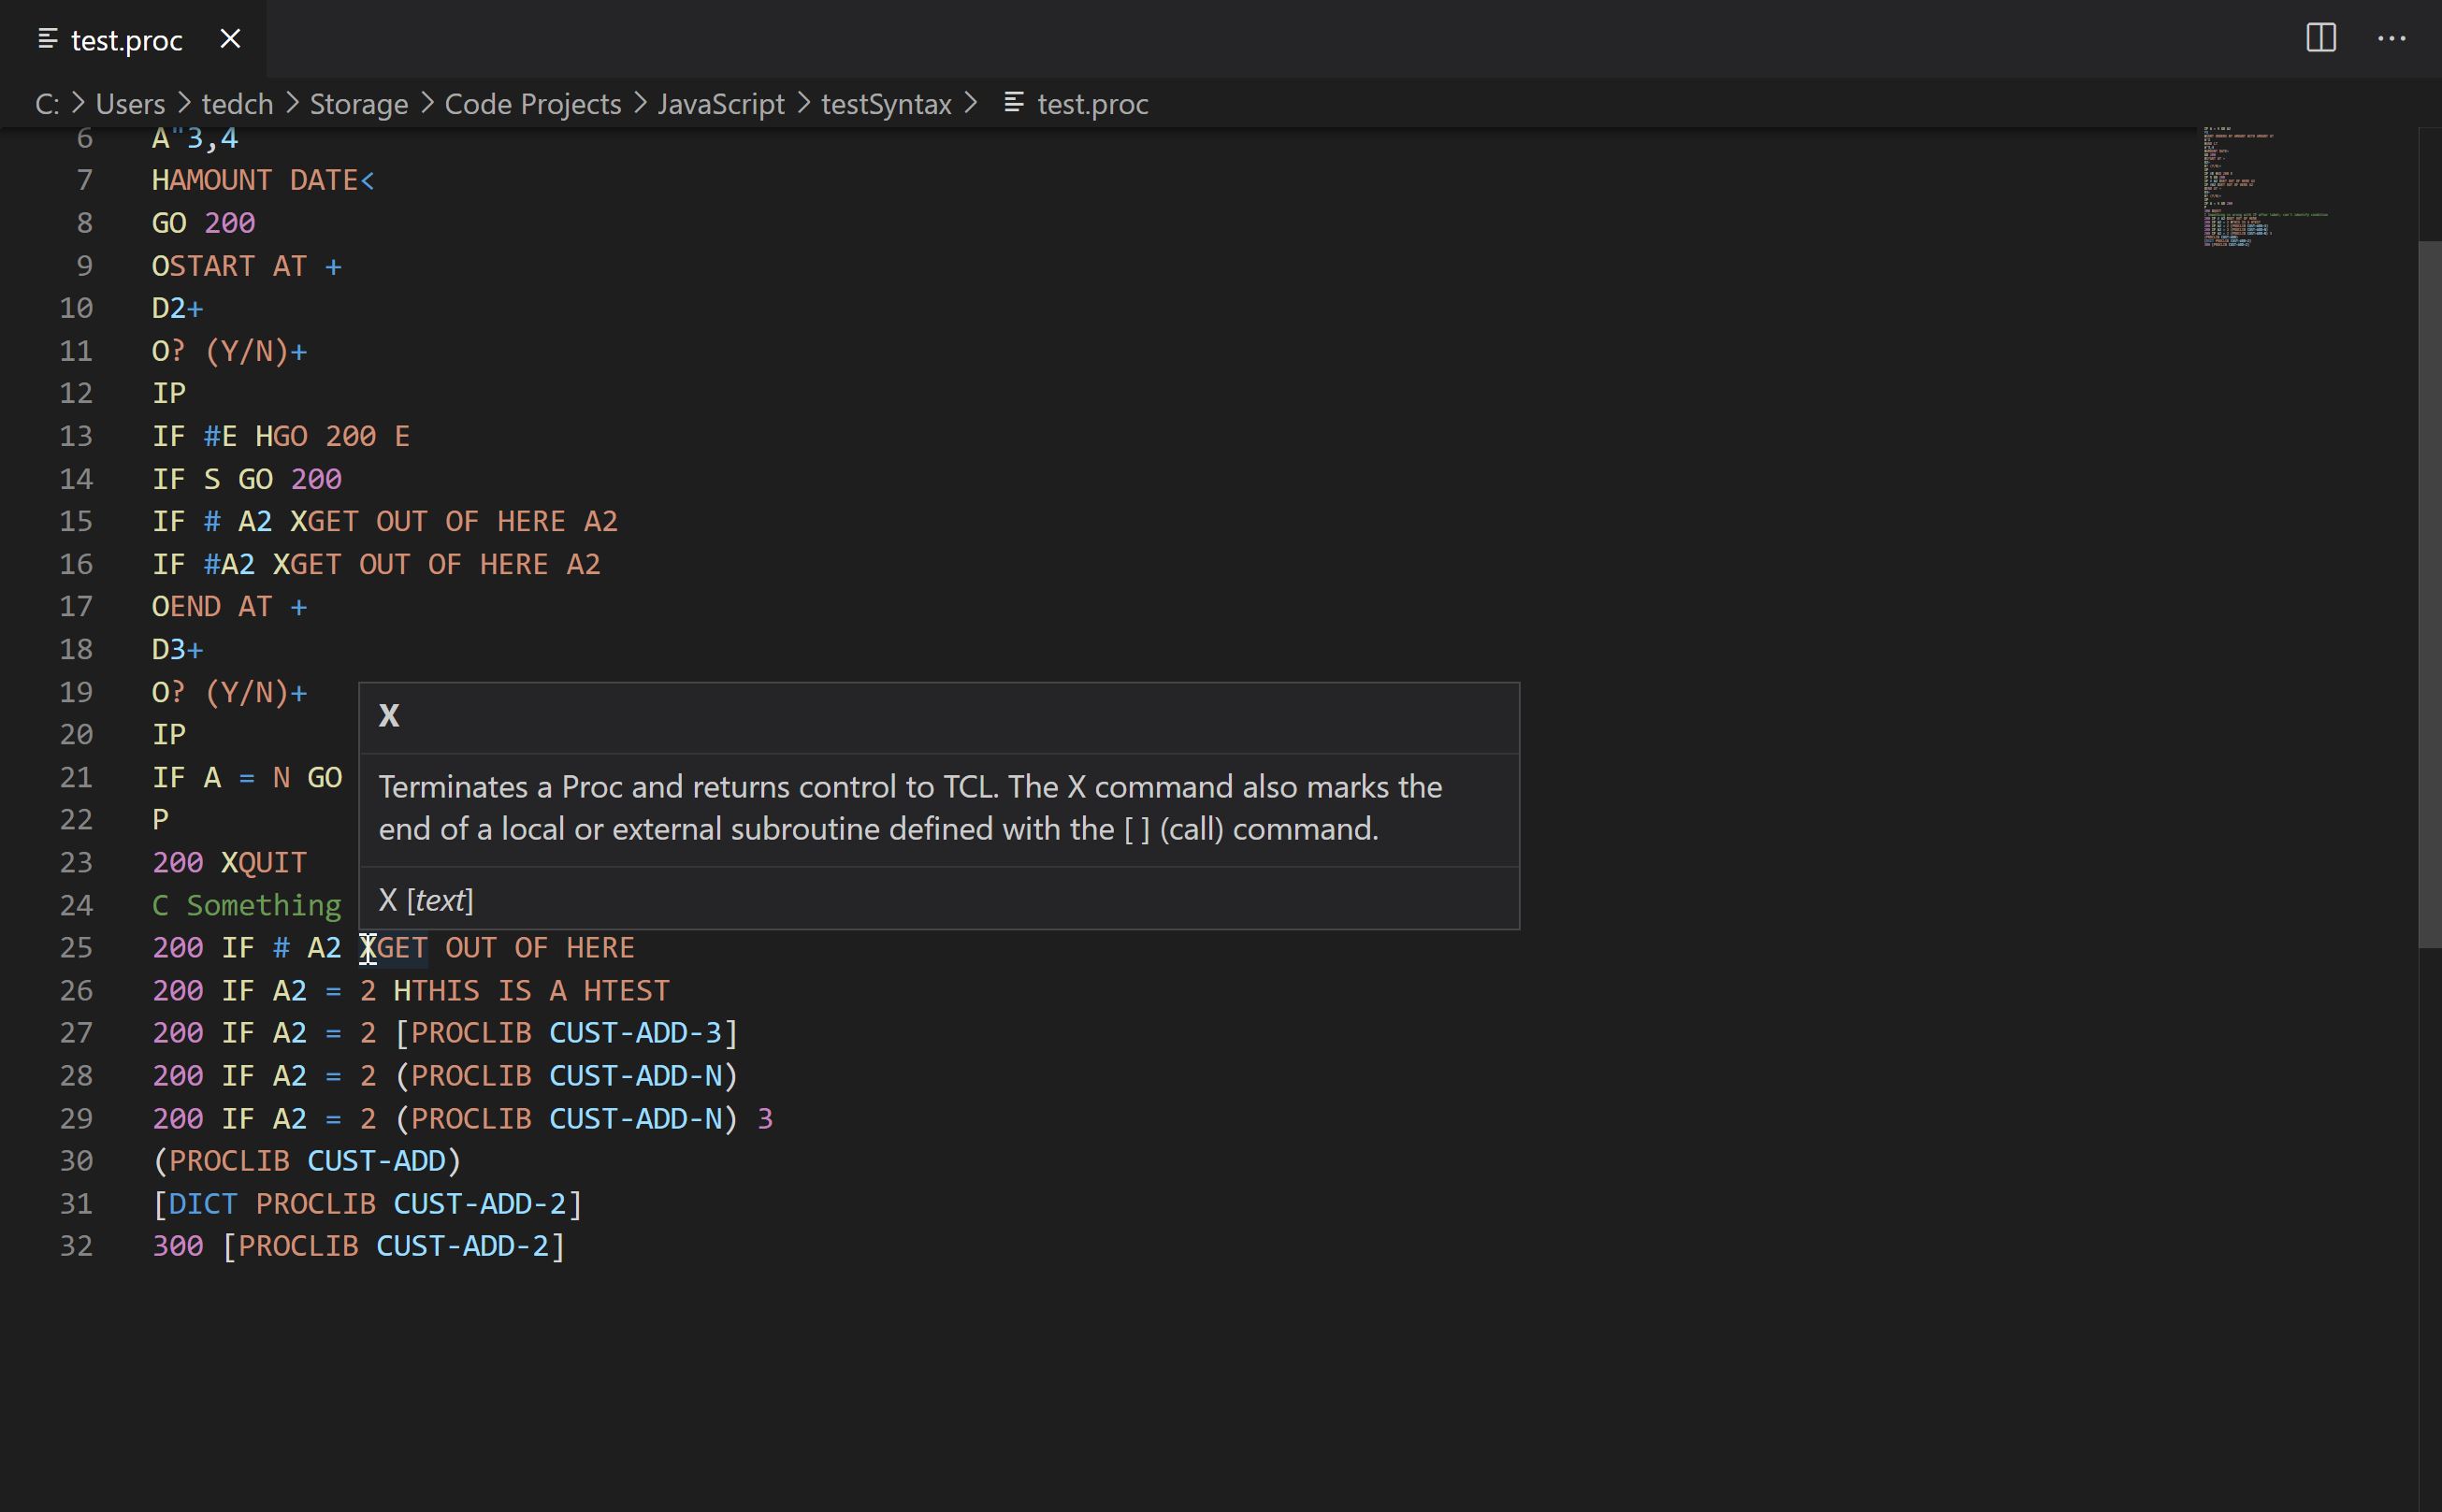 test.proc
C: > Users > tedch > Storage > Code Projects > JavaScript > testSyntax > test.proc
6 A"3,4
7 HAMOUNT DATE<
8 GO 200
9 OSTART AT +
10 D2+
11 O? (Y/N)+
12 IP
13 IF #E HGO 200 E
14 IF S GO 200
15 IF # A2 XGET OUT OF HERE A2
16 IF #A2 XGET OUT OF HERE A2
17 OEND AT +
18 D3+
19 O? (Y/N)+
20 IP
21 IF A = N GO
22 P
23 200 XQUIT
24 C Something
X
Terminates a Proc and returns control to TCL. The X command also marks the
end of a local or external subroutine defined with the [ ] (call) command.
X [text]
25 200 IF # A2 XGET OUT OF HERE
26 200 IF A2 = 2 HTHIS IS A HTEST
27 200 IF A2 = 2 [PROCLIB CUST-ADD-3]
28 200 IF A2 = 2 (PROCLIB CUST-ADD-N)
29 200 IF A2 = 2 (PROCLIB CUST-ADD-N) 3
30 (PROCLIB CUST-ADD)
31 [DICT PROCLIB CUST-ADD-2]
32 300 [PROCLIB CUST-ADD-2]